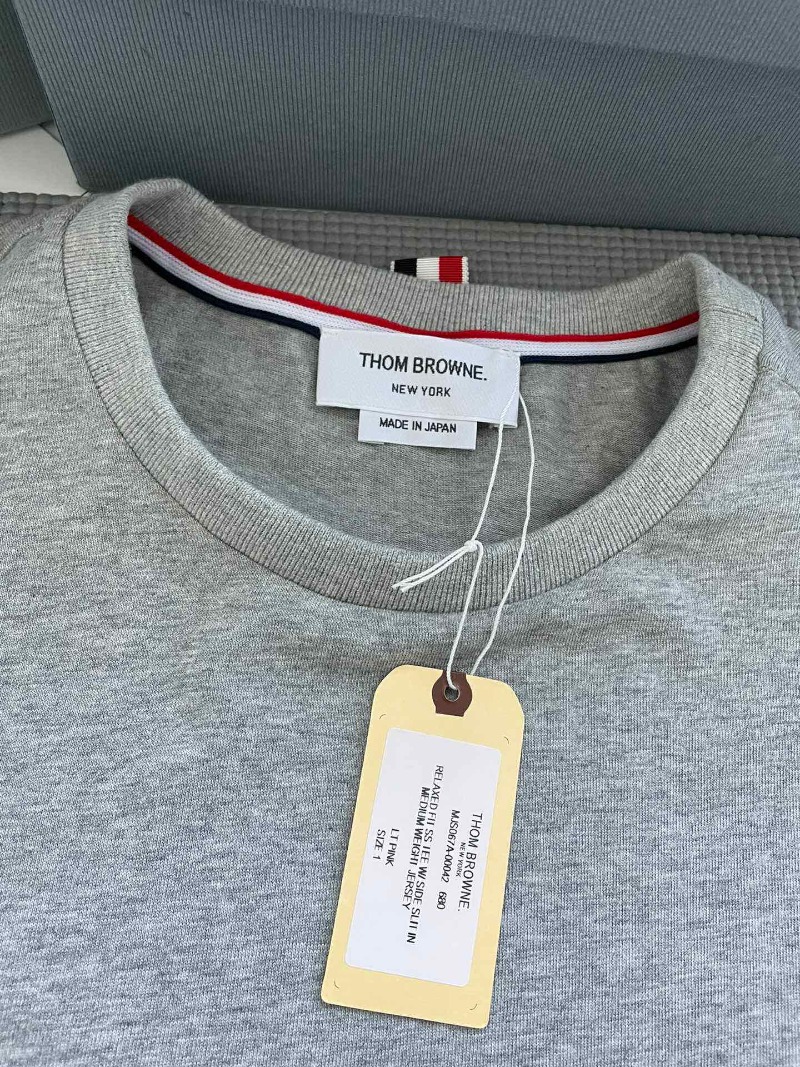 THOM BROWNE.
NEW YORK
MADE IN JAPAN
THOM BROWNE.
NEW YORK
MJS067A-00042 680
RELAXED FIT SS TEE W/ SIDE SLIT IN
MEDIUM WEIGHT JERSEY
LT PINK
SIZE 1